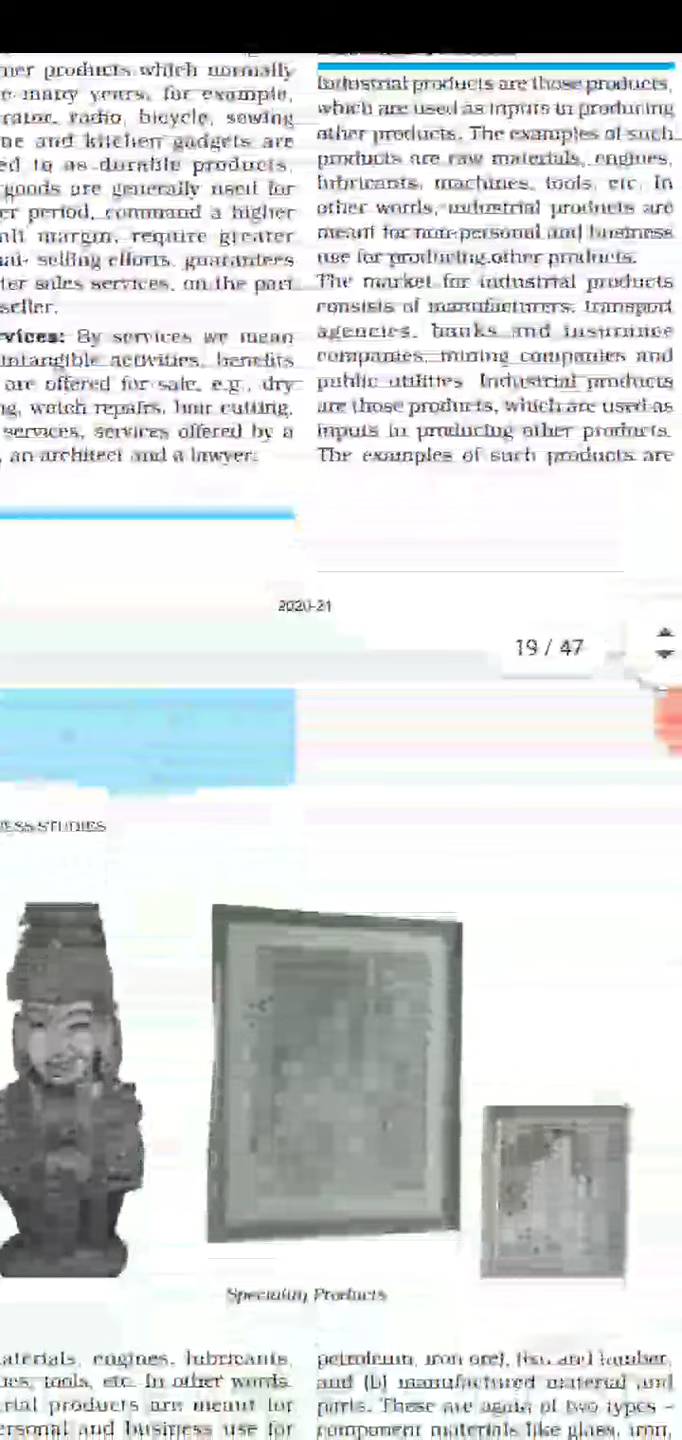 mer products which normally
e many years, for example,
rator, radio, bicycle, sewing
ne and kitchen gadgets are
ed to as durable products.
goods are generally used for
er period, command a higher
nit margin, require greater
nal- selling efforts, guarantees
ter sales services, on the part
seller.
vices: By services we mean
intangible activities, benefits
are offered for sale, e.g., dry
ng, watch repairs, hair cutting,
services, services offered by a
, an architect and a lawyer.
Industrial products are those products,
which are used as inputs in producing
other products. The examples of such
products are raw materials, engines,
lubricants, machines, tools, etc. In
other words, industrial products are
meant for non-personal and business
use for producing other products.
The market for industrial products
consists of manufacturers, transport
agencies, banks and insurance
companies, mining companies and
public utilities. Industrial products
are those products, which are used as
inputs in producing other products.
The examples of such products are
2020-21
19 / 47
ESS STUDIES
Speciality Products
aterials, engines, lubricants,
nes, tools, etc. In other words,
rial products are meant for
ersonal and business use for
petroleum, iron ore), fish and lumber,
and (b) manufactured material and
parts. These are again of two types –
component materials like glass, iron,